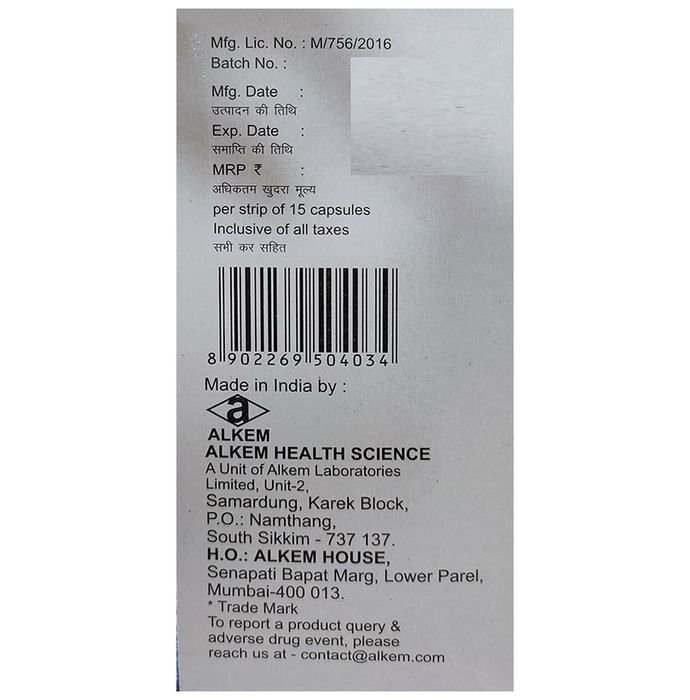 Mfg. Lic. No. : M/756/2016
Batch No. :
Mfg. Date :
उत्पादन की तिथि
Exp. Date :
समाप्ति की तिथि
MRP ₹ :
अधिकतम खुदरा मूल्य
per strip of 15 capsules
Inclusive of all taxes
सभी कर सहित
8 902269 504034
Made in India by :
a
ALKEM
ALKEM HEALTH SCIENCE
A Unit of Alkem Laboratories
Limited, Unit-2,
Samardung, Karek Block,
P.O.: Namthang,
South Sikkim - 737 137.
H.O.: ALKEM HOUSE,
Senapati Bapat Marg, Lower Parel,
Mumbai-400 013.
* Trade Mark
To report a product query &
adverse drug event, please
reach us at - contact@alkem.com